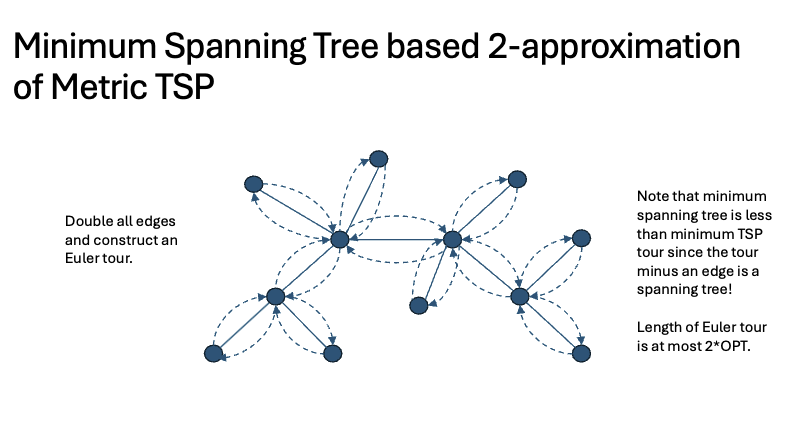 Minimum Spanning Tree based 2-approximation
of Metric TSP
Double all edges
and construct an
Euler tour.
Note that minimum
spanning tree is less
than minimum TSP
tour since the tour
minus an edge is a
spanning tree!
Length of Euler tour
is at most 2*OPT.